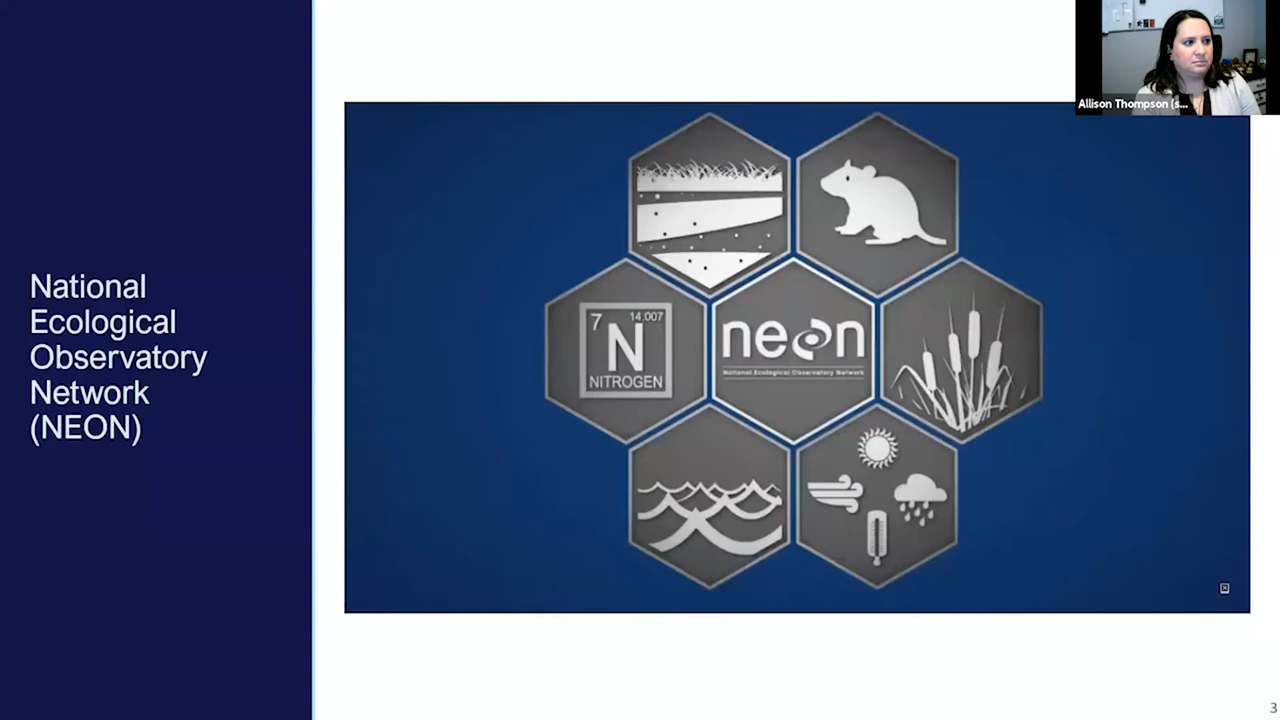 National
Ecological
Observatory
Network
(NEON)
Allison Thompson (s...
7
14.007
N
NITROGEN
neon
National Ecological Observatory Network
3